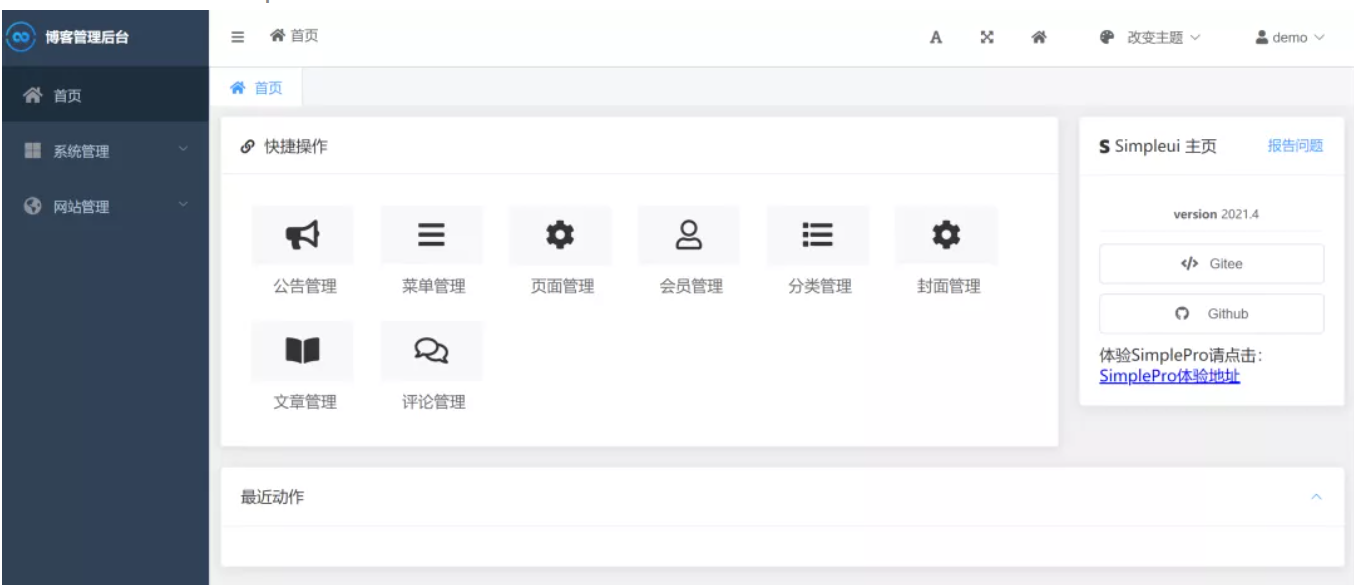 博客管理后台
首页
改变主题
demo
首页
系统管理
网站管理
首页
快捷操作
公告管理 菜单管理 页面管理 会员管理 分类管理 封面管理
文章管理 评论管理
Simpleui 主页 报告问题
version 2021.4
Gitee
Github
体验SimplePro请点击：
SimplePro体验地址
最近动作